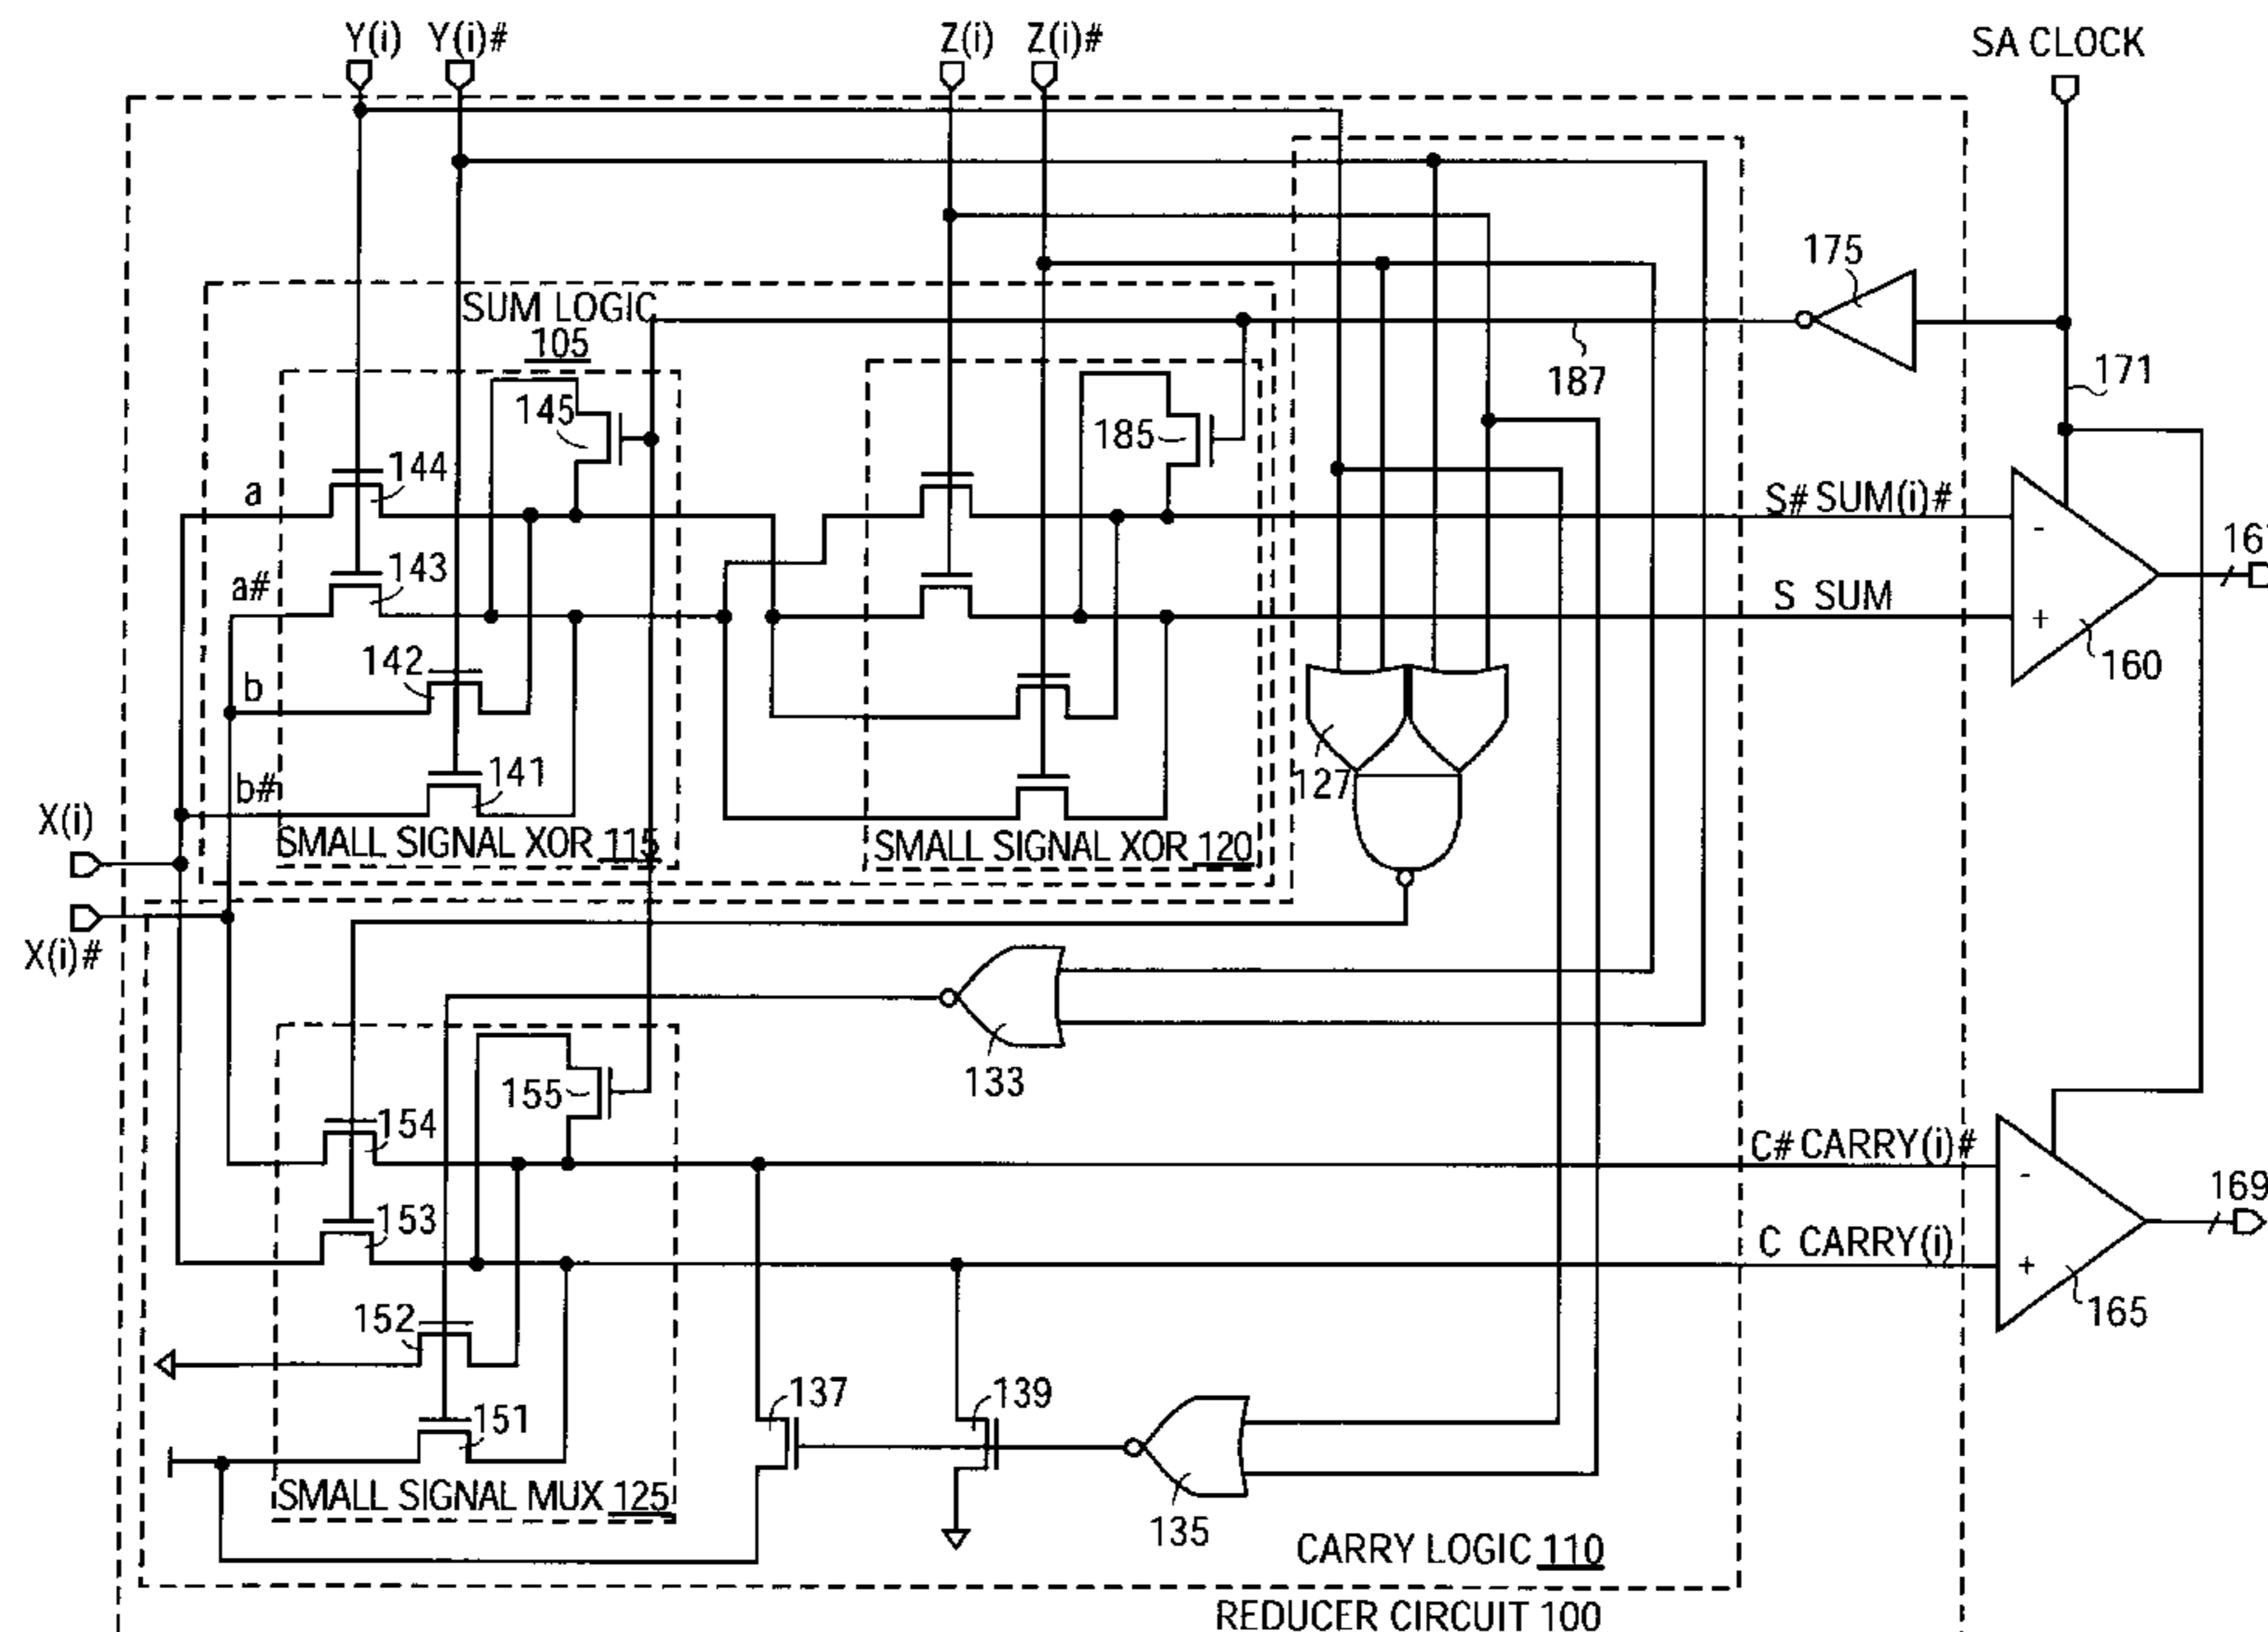 Y(i) Y(i)# Z(i) Z(i)# SA CLOCK
175
SUM LOGIC
105
187
171
145
185
a 144
S# SUM(i)#
167
a# 143
S SUM
142
b
160
127
b# 141
X(i)
SMALL SIGNAL XOR 115
SMALL SIGNAL XOR 120
X(i)#
133
155
154
C# CARRY(i)#
169
153
C CARRY(i)
152
165
137
139
151
SMALL SIGNAL MUX 125
135
CARRY LOGIC 110
REDUCER CIRCUIT 100
- + - +